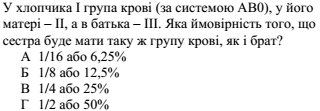 У хлопчика I група крові (за системою АВ0), у його
матері – II, а в батька – III. Яка ймовірність того, що
сестра буде мати таку ж групу крові, як і брат?
А 1/16 або 6,25%
Б 1/8 або 12,5%
В 1/4 або 25%
Г 1/2 або 50%